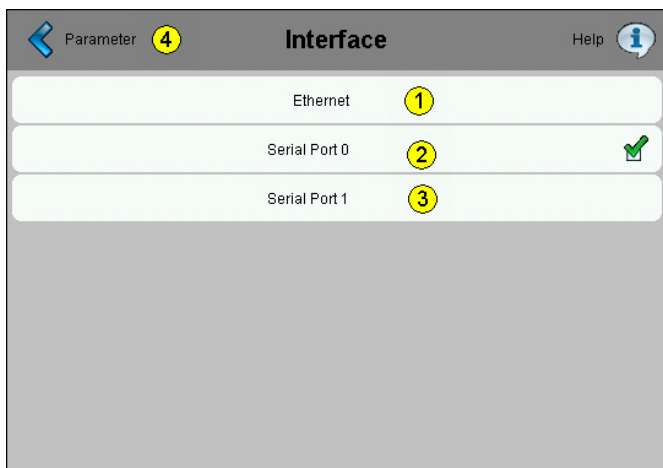 Parameter 4 Interface Help
Ethernet 1
Serial Port 0 2
Serial Port 1 3